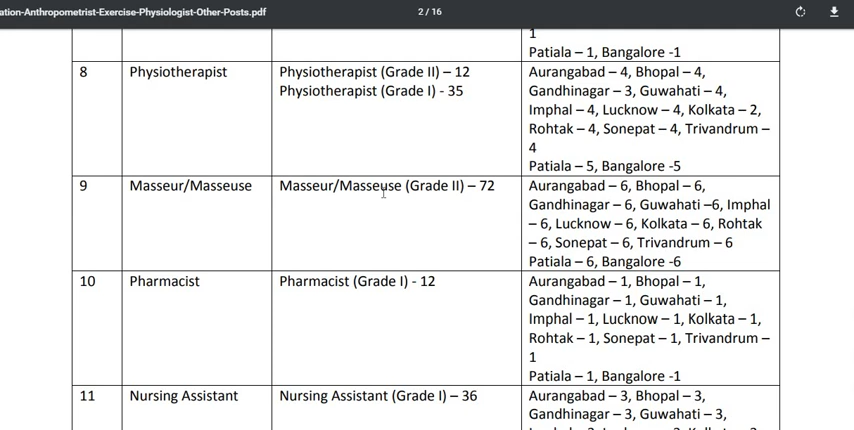 ation-Anthropometrist-Exercise-Physiologist-Other-Posts.pdf
2 / 16
1
Patiala – 1, Bangalore -1
8
Physiotherapist
Physiotherapist (Grade II) – 12
Physiotherapist (Grade I) - 35
Aurangabad – 4, Bhopal – 4,
Gandhinagar – 3, Guwahati – 4,
Imphal – 4, Lucknow – 4, Kolkata – 2,
Rohtak – 4, Sonepat – 4, Trivandrum –
4
Patiala – 5, Bangalore -5
9
Masseur/Masseuse
Masseur/Masseuse (Grade II) – 72
Aurangabad – 6, Bhopal – 6,
Gandhinagar – 6, Guwahati –6, Imphal
– 6, Lucknow – 6, Kolkata – 6, Rohtak
– 6, Sonepat – 6, Trivandrum – 6
Patiala – 6, Bangalore -6
10
Pharmacist
Pharmacist (Grade I) - 12
Aurangabad – 1, Bhopal – 1,
Gandhinagar – 1, Guwahati – 1,
Imphal – 1, Lucknow – 1, Kolkata – 1,
Rohtak – 1, Sonepat – 1, Trivandrum –
1
Patiala – 1, Bangalore -1
11
Nursing Assistant
Nursing Assistant (Grade I) – 36
Aurangabad – 3, Bhopal – 3,
Gandhinagar – 3, Guwahati – 3,